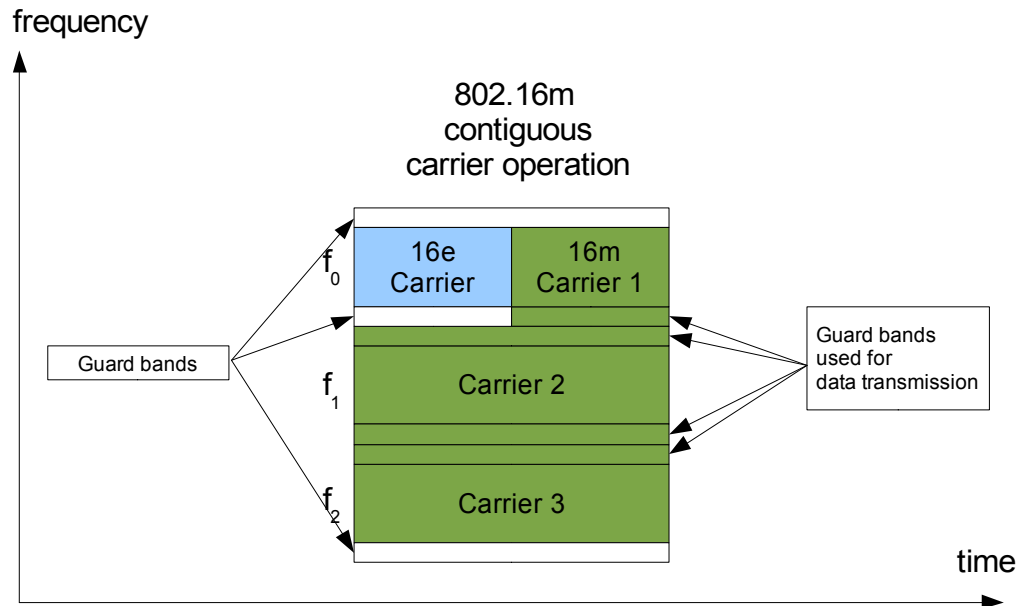 frequency
802.16m
contiguous
carrier operation
f0
16e
Carrier
16m
Carrier 1
Guard bands
Guard bands
used for
data transmission
f1
Carrier 2
f2
Carrier 3
time